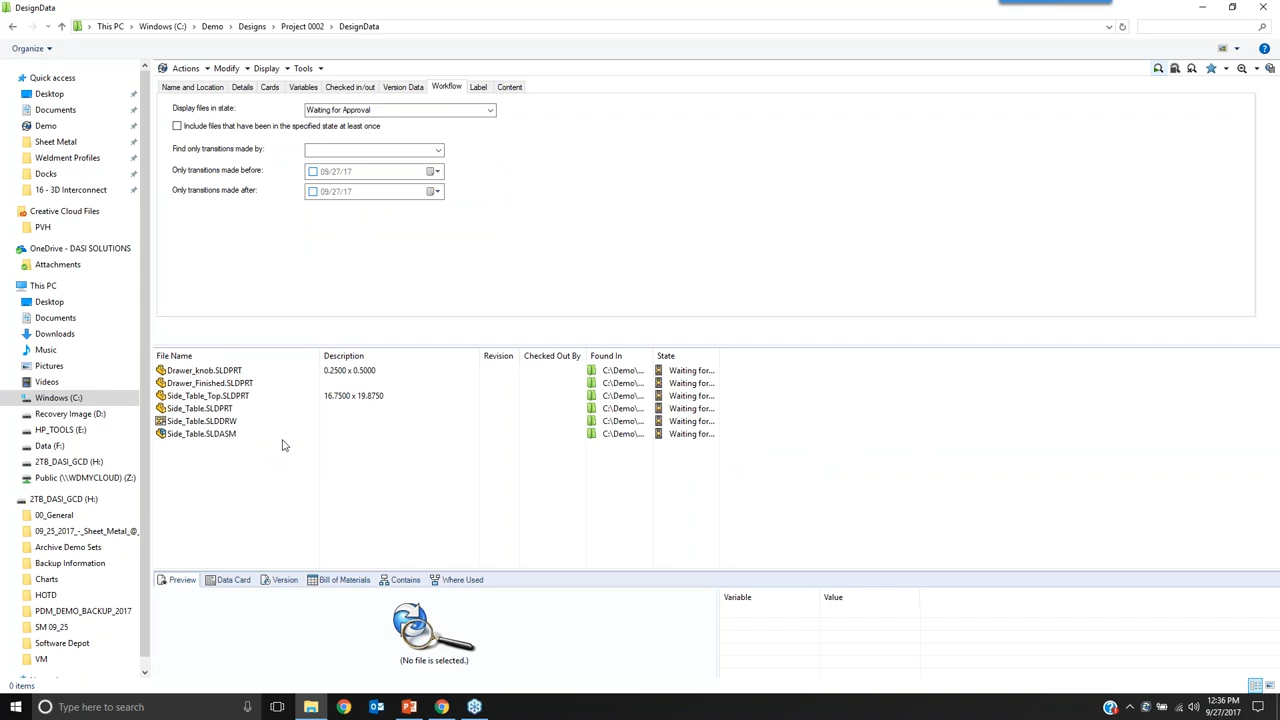 DesignData
This PC > Windows (C:) > Demo > Designs > Project 0002 > DesignData
Organize
Quick access
Desktop
Documents
Demo
Sheet Metal
Weldment Profiles
Docks
16 - 3D Interconnect
Creative Cloud Files
PVH
OneDrive - DASI SOLUTIONS
Attachments
This PC
Desktop
Documents
Downloads
Music
Pictures
Videos
Windows (C:)
Recovery Image (D:)
HP_TOOLS (E:)
Data (F:)
2TB_DASI_GCD (H:)
Public (\\WDMYCLOUD) (Z:)
2TB_DASI_GCD (H:)
00_General
09_25_2017_-_Sheet_Metal_@_
Archive Demo Sets
Backup Information
Charts
HOTD
PDM_DEMO_BACKUP_2017
SM 09_25
Software Depot
VM
Actions Modify Display Tools
Name and Location Details Cards Variables Checked in/out Version Data Workflow Label Content
Display files in state: Waiting for Approval
Include files that have been in the specified state at least once
Find only transitions made by:
Only transitions made before: 09/27/17
Only transitions made after: 09/27/17
File Name Description Revision Checked Out By Found In State
Drawer_knob.SLDPRT 0.2500 x 0.5000 C:\Demo\... Waiting for...
Drawer_Finished.SLDPRT C:\Demo\... Waiting for...
Side_Table_Top.SLDPRT 16.7500 x 19.8750 C:\Demo\... Waiting for...
Side_Table.SLDPRT C:\Demo\... Waiting for...
Side_Table.SLDDRW C:\Demo\... Waiting for...
Side_Table.SLDASM C:\Demo\... Waiting for...
Preview Data Card Version Bill of Materials Contains Where Used
Variable Value
(No file is selected.)
0 items
Type here to search
12:36 PM
9/27/2017